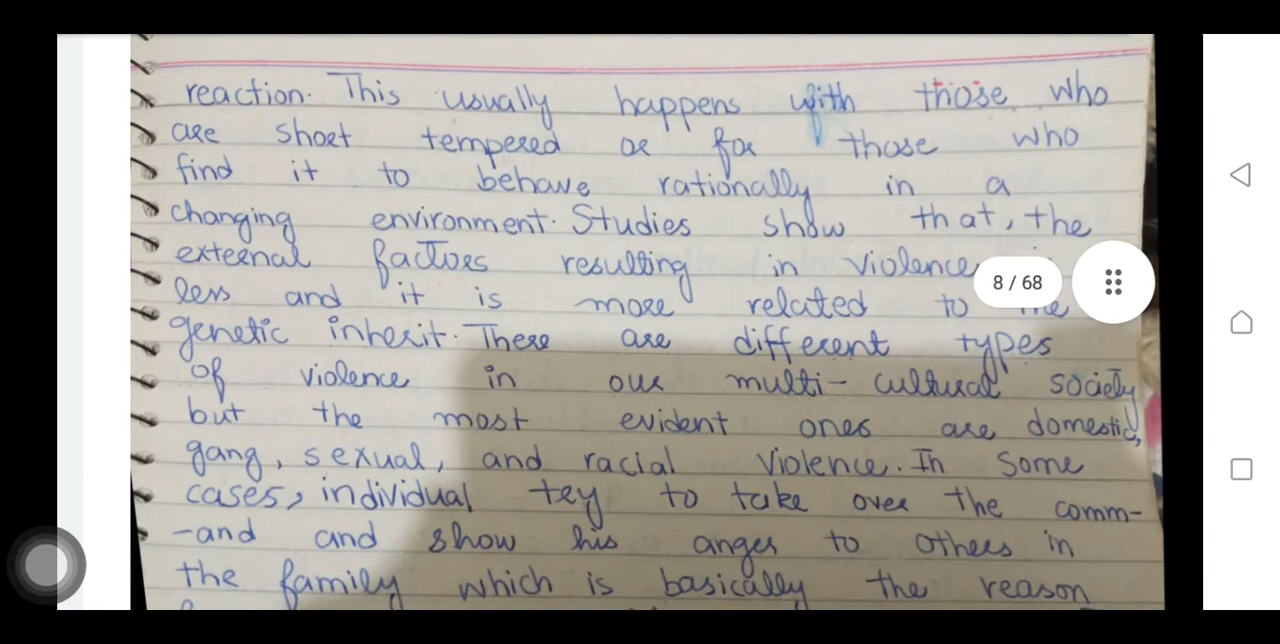 reaction. This usually happens with those who
are short tempered or for those who
find it to behave rationally in a
changing environment. Studies show that, the
external factors resulting in violence
8 / 68
less and it is more related to the
genetic inherit. There are different types
of violence in our multi- cultural society
but the most evident ones are domestic,
gang, sexual, and racial violence. In some
cases, individual try to take over the comm-
-and and show his anger to others in
the family which is basically the reason